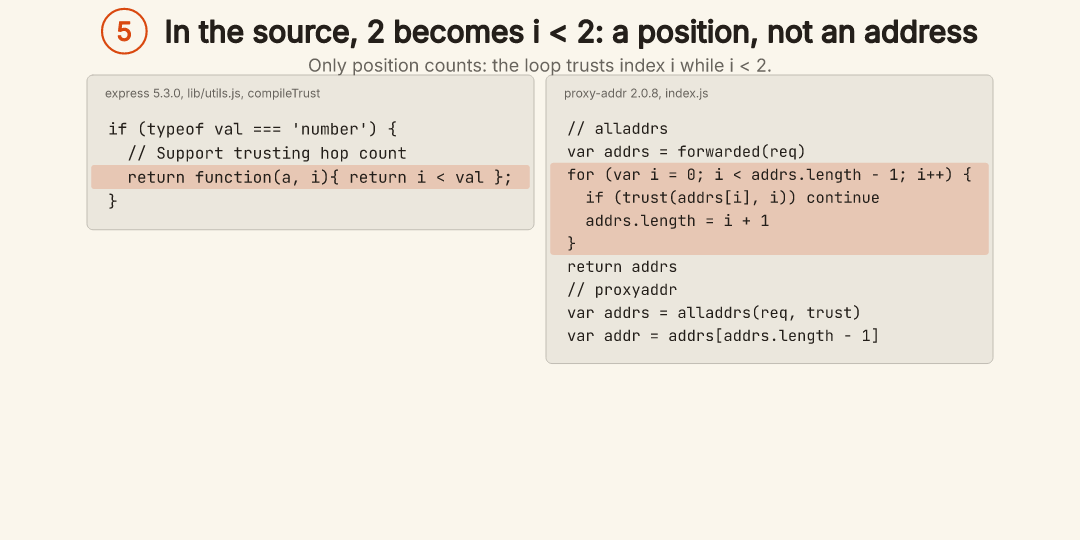 5 In the source, 2 becomes i < 2: a position, not an address
Only position counts: the loop trusts index i while i < 2.
express 5.3.0, lib/utils.js, compileTrust
if (typeof val === 'number') {
  // Support trusting hop count
  return function(a, i){ return i < val };
}
proxy-addr 2.0.8, index.js
// alladdrs
var addrs = forwarded(req)
for (var i = 0; i < addrs.length - 1; i++) {
  if (trust(addrs[i], i)) continue
  addrs.length = i + 1
}
return addrs
// proxyaddr
var addrs = alladdrs(req, trust)
var addr = addrs[addrs.length - 1]